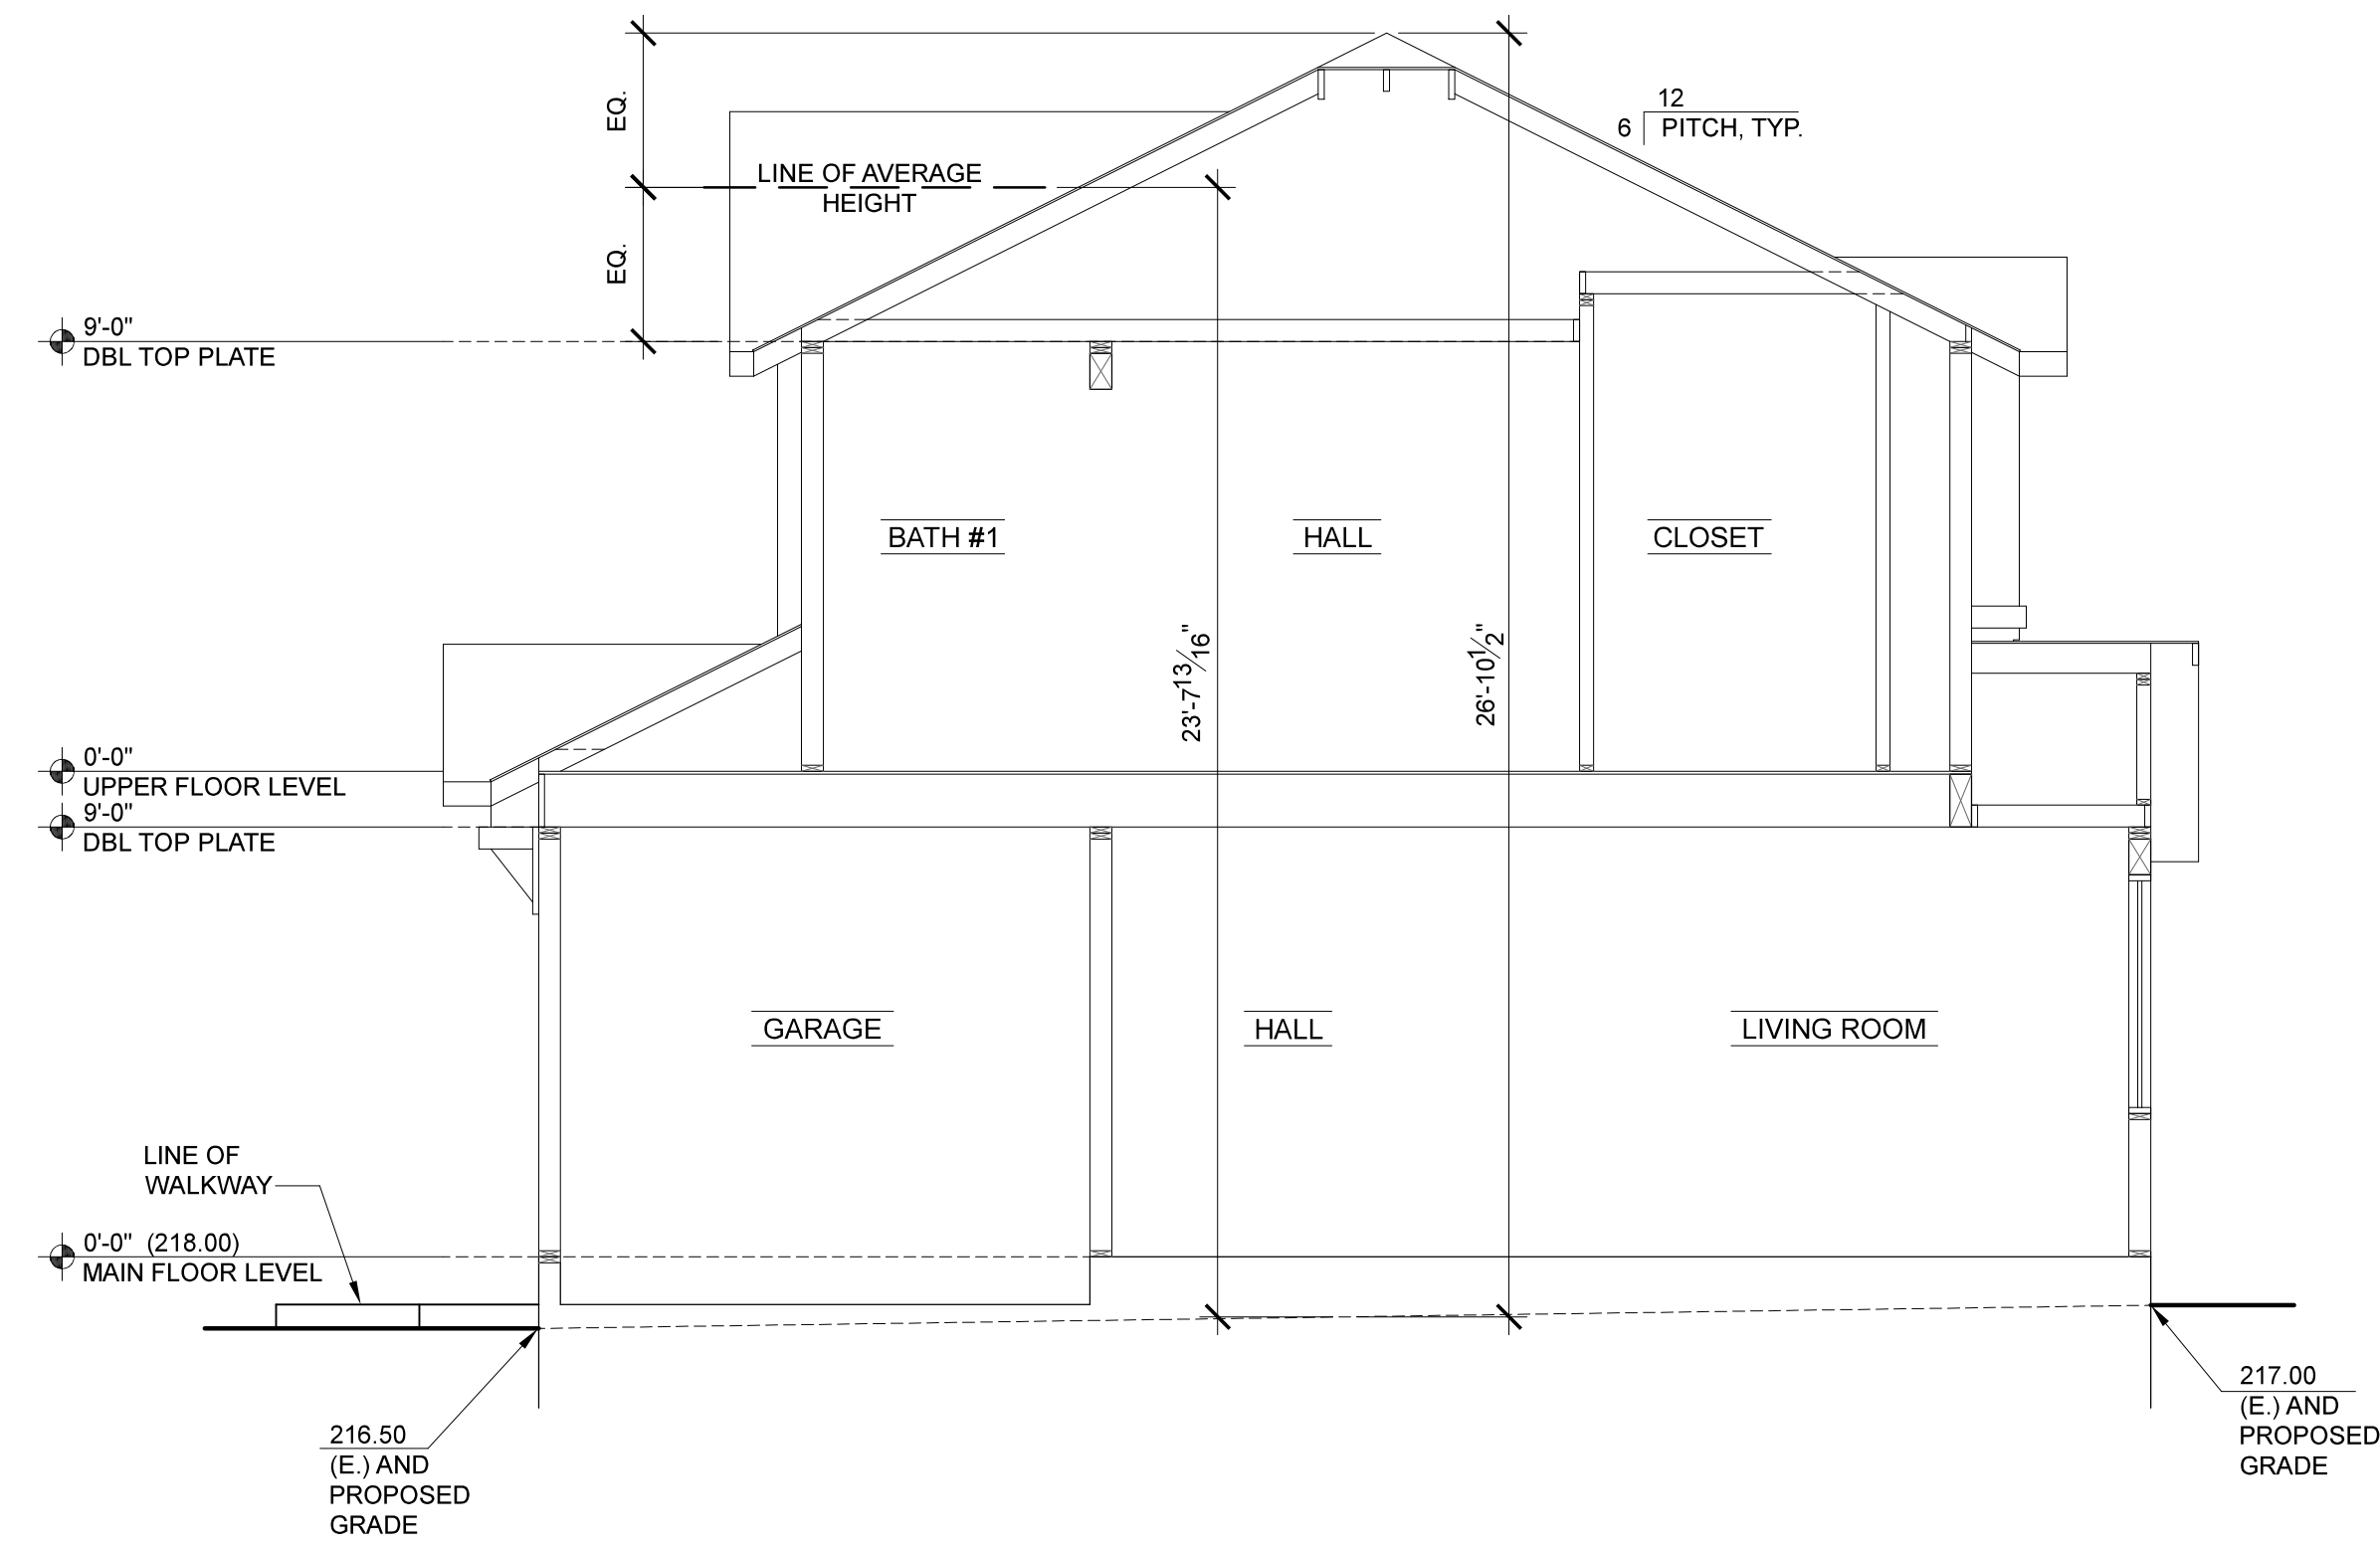 EQ.
12
6 PITCH, TYP.
LINE OF AVERAGE
HEIGHT
EQ.
9'-0"
DBL TOP PLATE
BATH #1
HALL
CLOSET
23'-7 13/16"
26'-10 1/2"
0'-0"
UPPER FLOOR LEVEL
9'-0"
DBL TOP PLATE
GARAGE
HALL
LIVING ROOM
LINE OF
WALKWAY
0'-0" (218.00)
MAIN FLOOR LEVEL
216.50
(E.) AND
PROPOSED
GRADE
217.00
(E.) AND
PROPOSED
GRADE